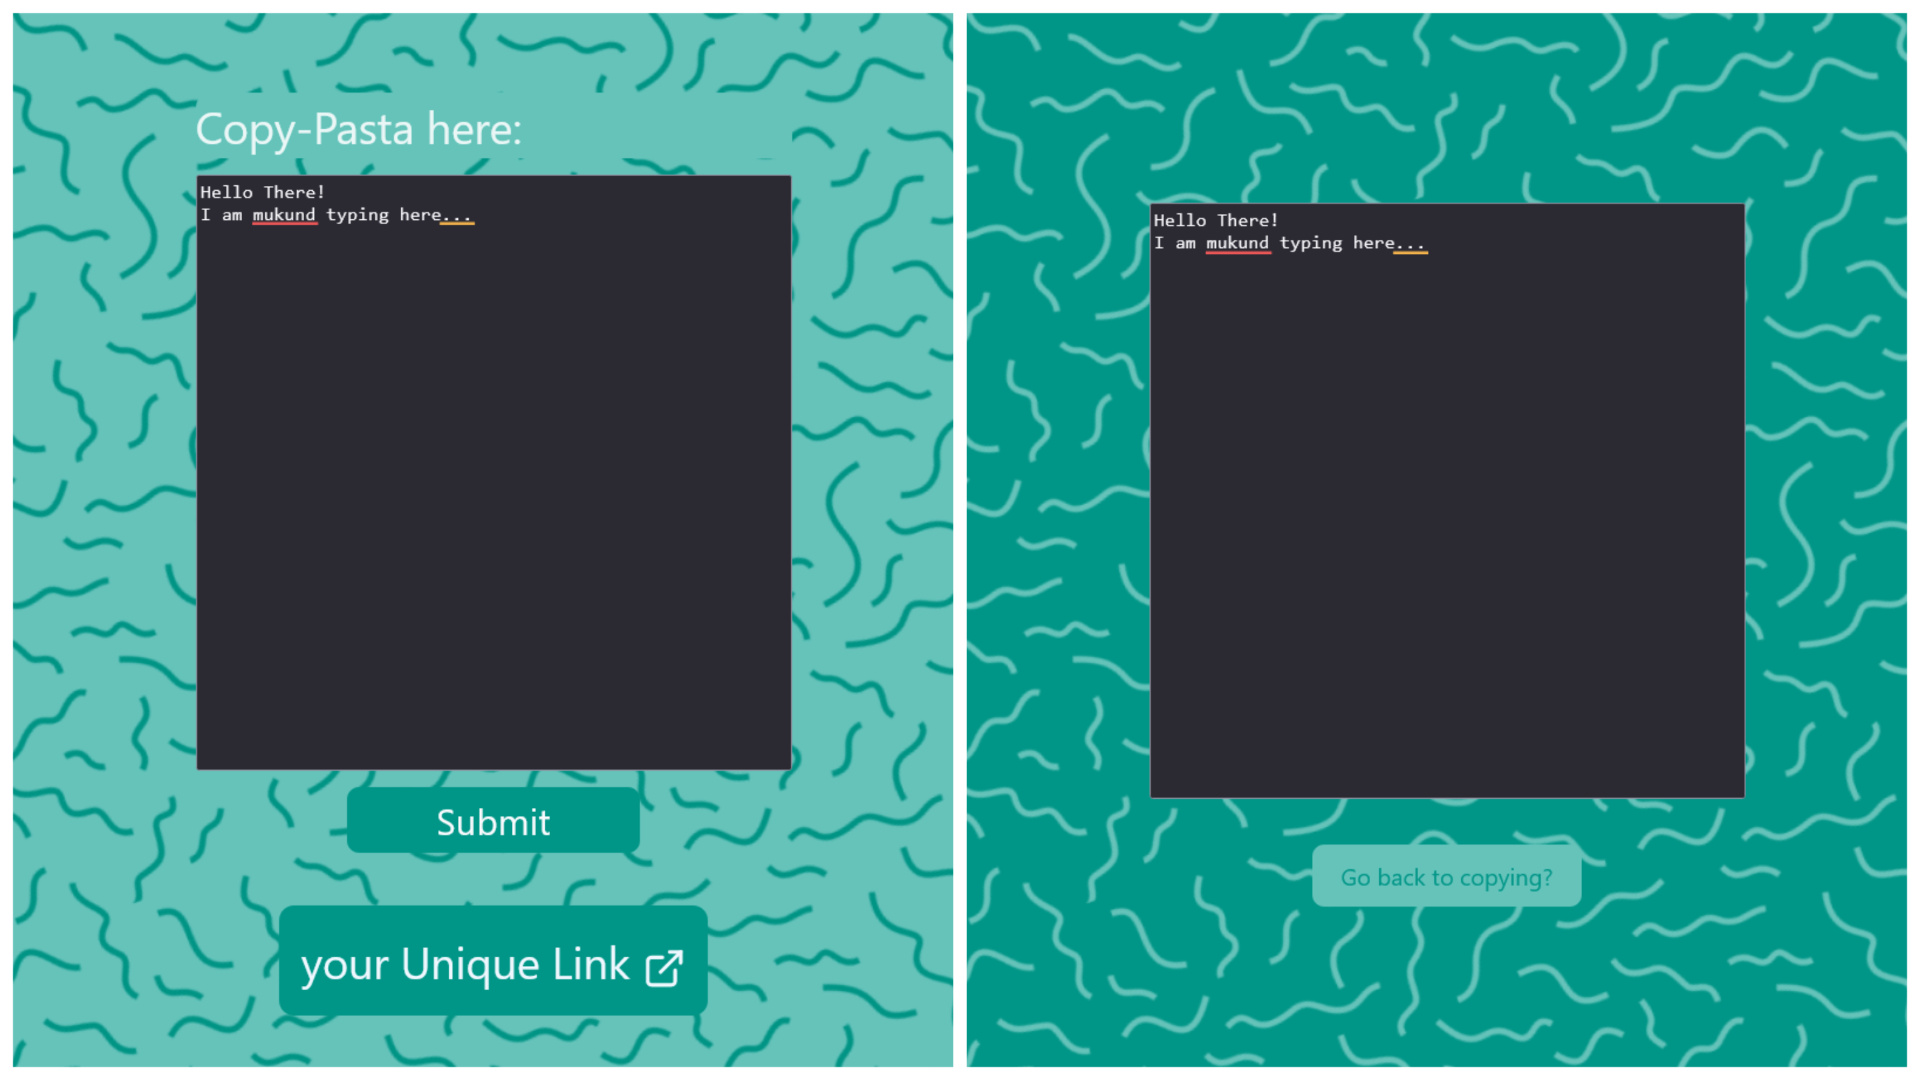 Copy-Pasta here:
Hello There!
I am mukund typing here...
Submit
your Unique Link
Hello There!
I am mukund typing here...
Go back to copying?